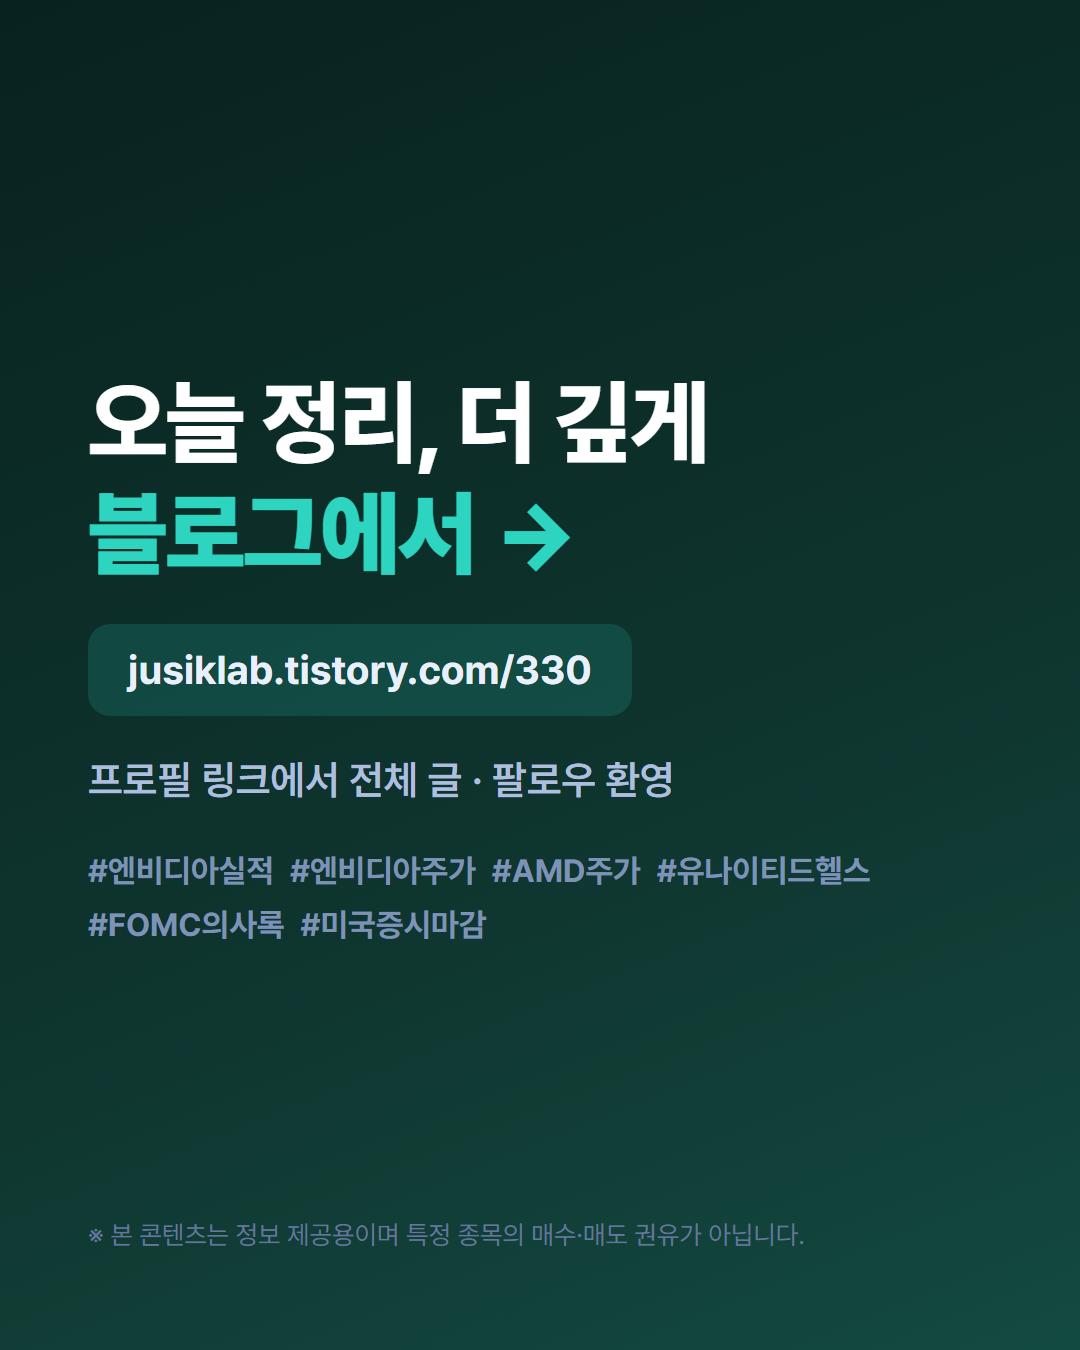 오늘 정리, 더 깊게
블로그에서 →
jusiklab.tistory.com/330
프로필 링크에서 전체 글 · 팔로우 환영
#엔비디아실적 #엔비디아주가 #AMD주가 #유나이티드헬스
#FOMC의사록 #미국증시마감
※ 본 콘텐츠는 정보 제공용이며 특정 종목의 매수·매도 권유가 아닙니다.